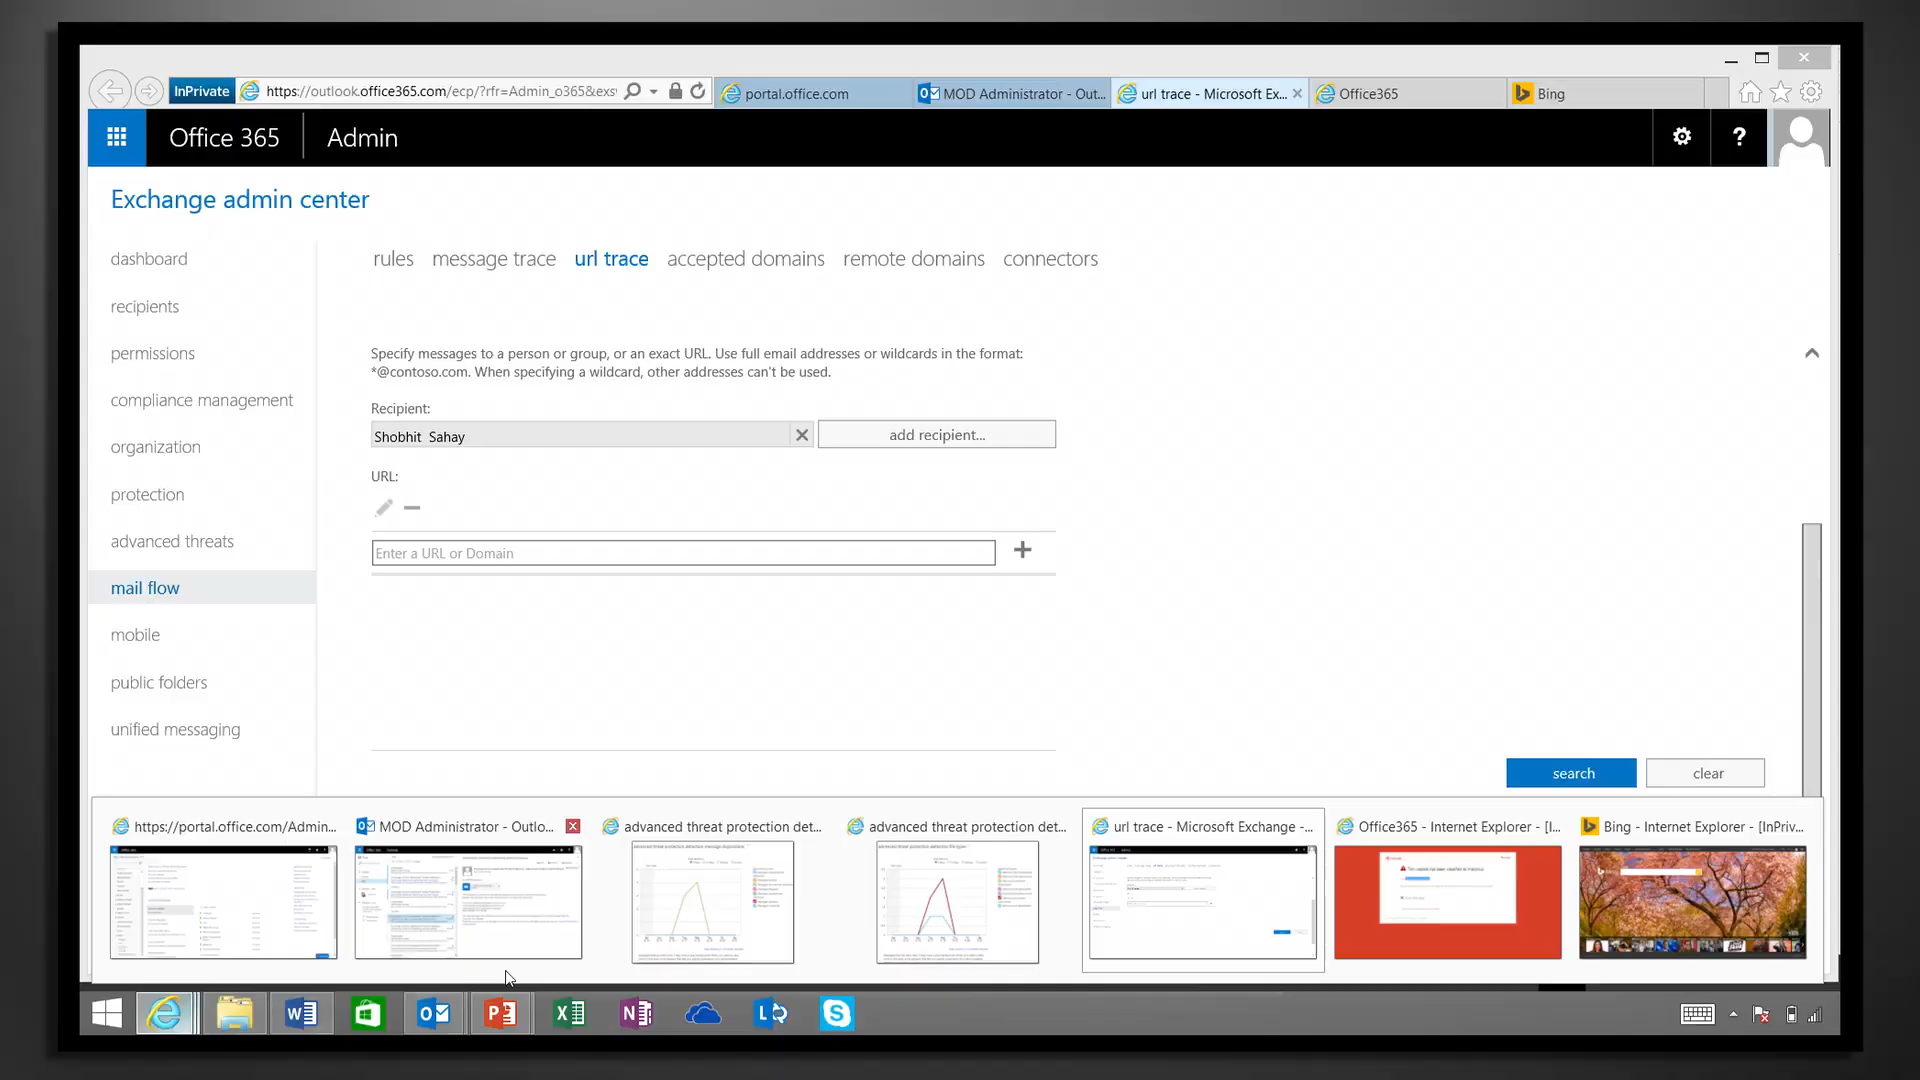 InPrivate
https://outlook.office365.com/ecp/?rfr=Admin_o365&exs
portal.office.com
MOD Administrator - Out...
url trace - Microsoft Ex...
Office365
Bing
Office 365
Admin
?
Exchange admin center
dashboard
recipients
permissions
compliance management
organization
protection
advanced threats
mail flow
mobile
public folders
unified messaging
rules
message trace
url trace
accepted domains
remote domains
connectors
Specify messages to a person or group, or an exact URL. Use full email addresses or wildcards in the format:
*@contoso.com. When specifying a wildcard, other addresses can't be used.
Recipient:
Shobhit Sahay
add recipient...
URL:
Enter a URL or Domain
search
clear
https://portal.office.com/Admin...
MOD Administrator - Outlo...
advanced threat protection det...
advanced threat protection det...
url trace - Microsoft Exchange -...
Office365 - Internet Explorer - [I...
Bing - Internet Explorer - [InPriv...